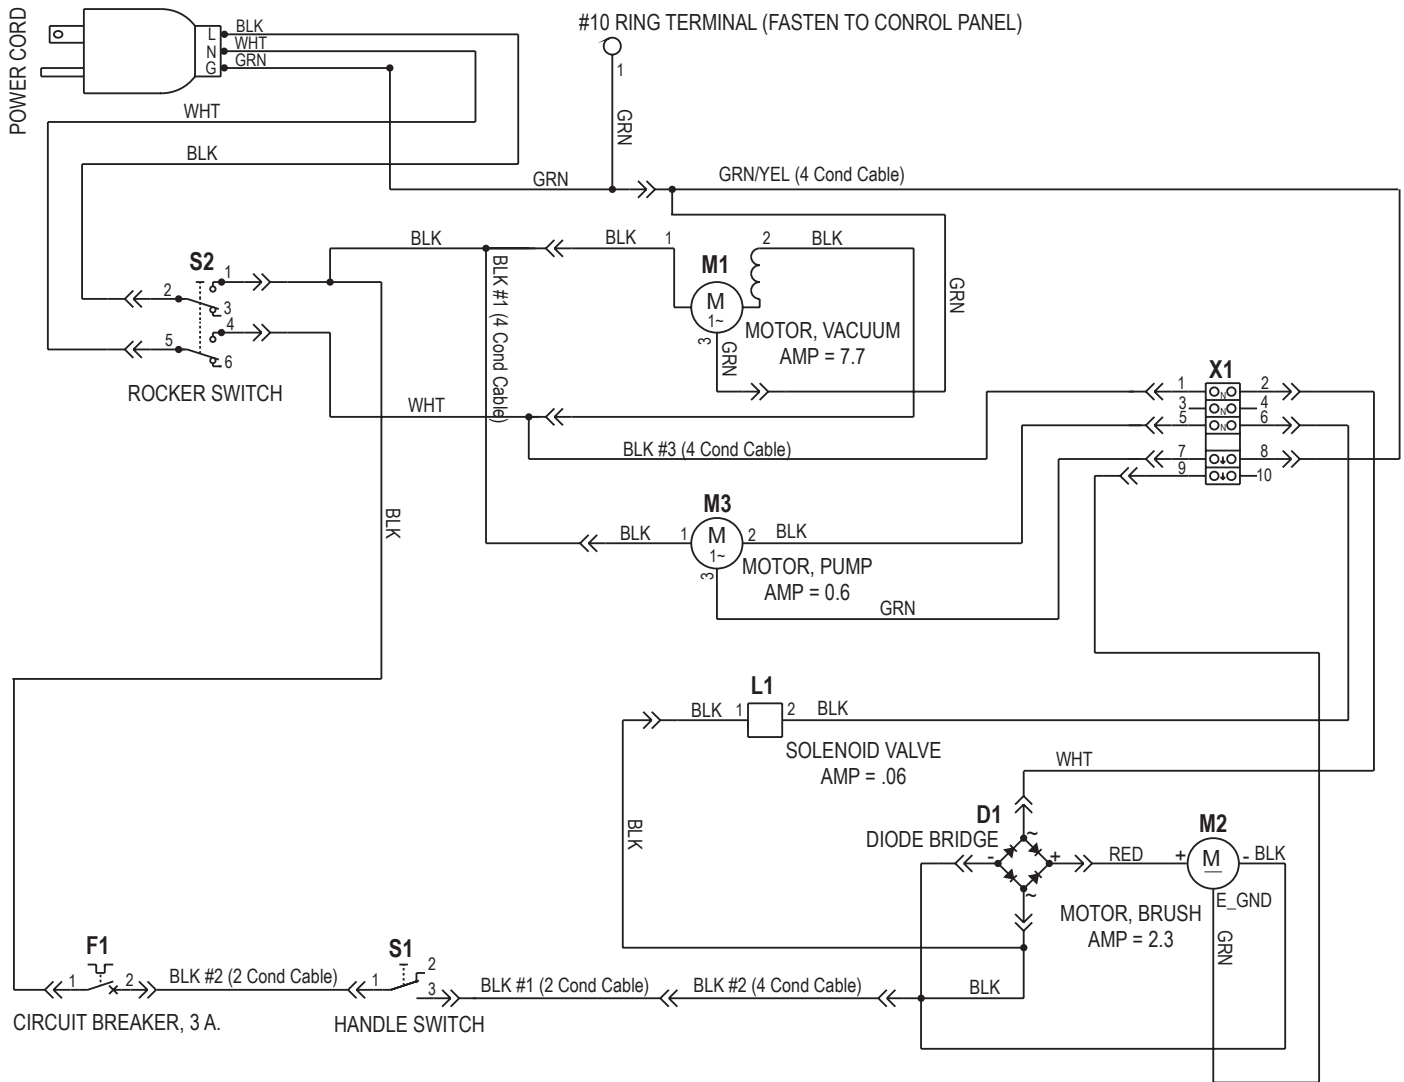 POWER CORD
L
BLK
N
WHT
G
GRN
WHT
BLK
#10 RING TERMINAL (FASTEN TO CONROL PANEL)
1
GRN
GRN
GRN/YEL (4 Cond Cable)
BLK
BLK
1
2
BLK
S2
1
2
3
4
5
6
ROCKER SWITCH
BLK #1 (4 Cond Cable)
M1
M
1~
3
GRN
MOTOR, VACUUM
AMP = 7.7
GRN
WHT
BLK #3 (4 Cond Cable)
X1
1
N
2
3
N
4
5
N
6
7
8
9
10
BLK
M3
BLK
1
M
1~
2
BLK
3
MOTOR, PUMP
AMP = 0.6
GRN
L1
BLK
1
2
BLK
SOLENOID VALVE
AMP = .06
WHT
BLK
D1
DIODE BRIDGE
~
-
+
~
RED
M2
+
M
- BLK
E_GND
MOTOR, BRUSH
AMP = 2.3
GRN
F1
1
2
BLK #2 (2 Cond Cable)
CIRCUIT BREAKER, 3 A.
S1
1
2
3
HANDLE SWITCH
BLK #1 (2 Cond Cable)
BLK #2 (4 Cond Cable)
BLK